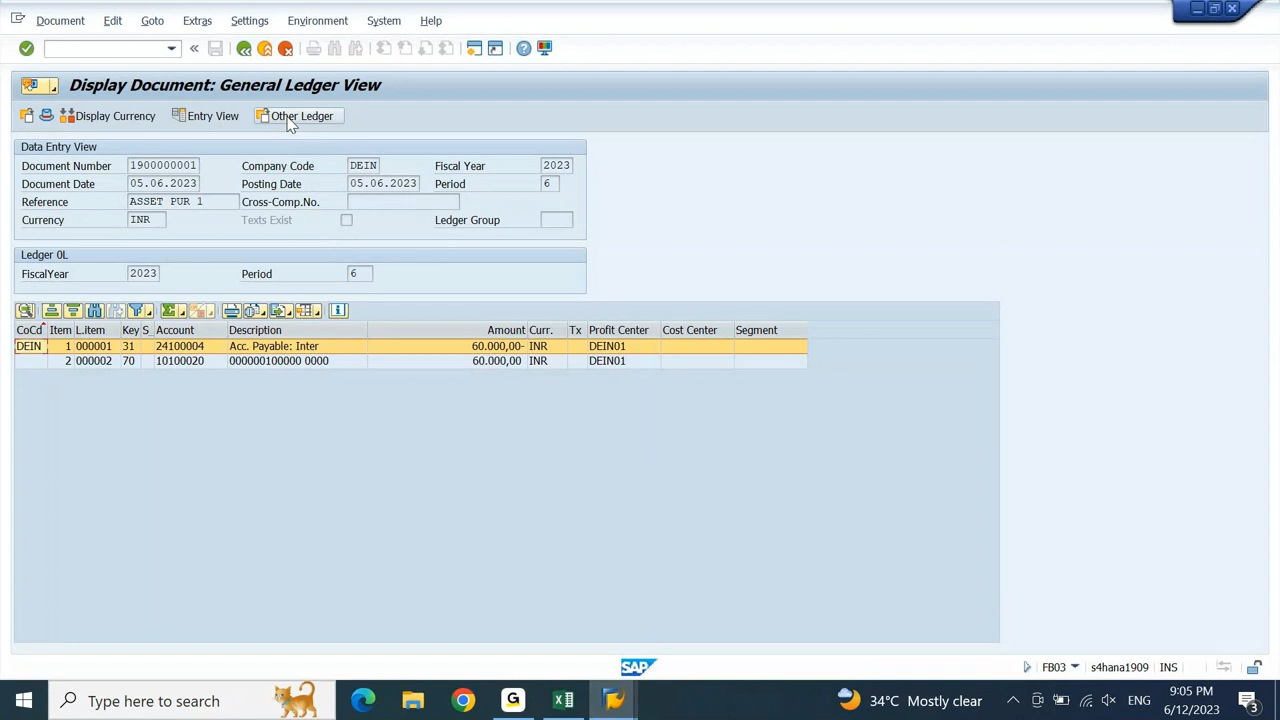 Document Edit Goto Extras Settings Environment System Help
Display Document: General Ledger View
Display Currency Entry View Other Ledger
Data Entry View
Document Number 1900000001 Company Code DEIN Fiscal Year 2023
Document Date 05.06.2023 Posting Date 05.06.2023 Period 6
Reference ASSET PUR 1 Cross-Comp.No.
Currency INR Texts Exist Ledger Group
Ledger 0L
FiscalYear 2023 Period 6
CoCd Item L.item Key S Account Description Amount Curr. Tx Profit Center Cost Center Segment
DEIN 1 000001 31 24100004 Acc. Payable: Inter 60.000,00- INR DEIN01
2 000002 70 10100020 000000100000 0000 60.000,00 INR DEIN01
SAP
FB03 s4hana1909 INS
Type here to search
34°C Mostly clear
ENG
9:05 PM
6/12/2023
3